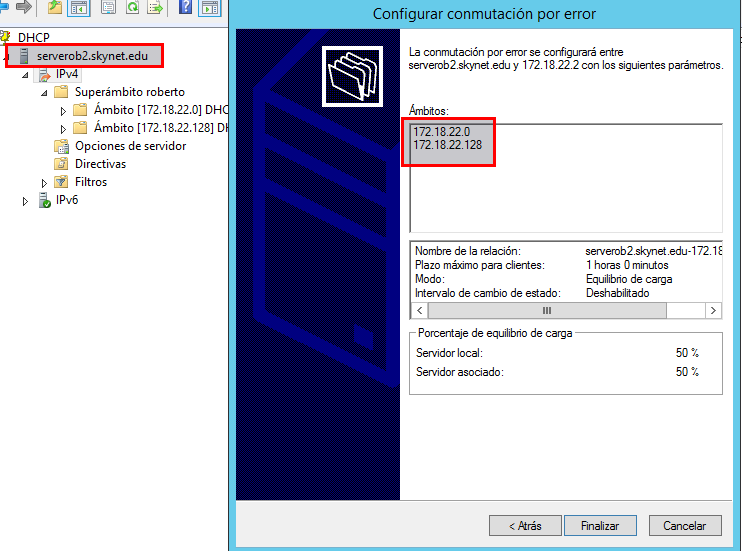 Configurar conmutación por error
DHCP
serverob2.skynet.edu
IPv4
Superámbito roberto
Ámbito [172.18.22.0] DHC
Ámbito [172.18.22.128] DH
Opciones de servidor
Directivas
Filtros
IPv6
La conmutación por error se configurará entre
serverob2.skynet.edu y 172.18.22.2 con los siguientes parámetros.
Ámbitos:
172.18.22.0
172.18.22.128
Nombre de la relación: serverob2.skynet.edu-172.18
Plazo máximo para clientes: 1 horas 0 minutos
Modo: Equilibrio de carga
Intervalo de cambio de estado: Deshabilitado
Porcentaje de equilibrio de carga
Servidor local: 50 %
Servidor asociado: 50 %
< Atrás
Finalizar
Cancelar